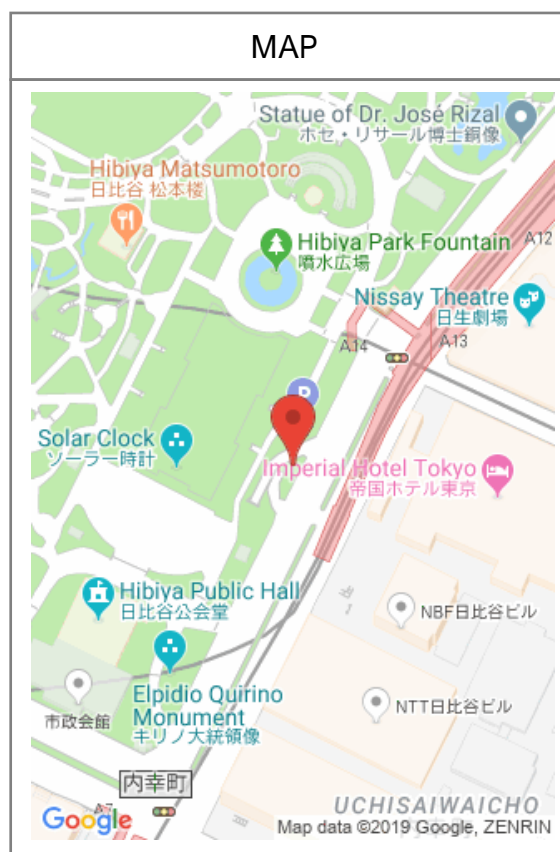 MAP
Statue of Dr. José Rizal
ホセ・リサール博士銅像
Hibiya Matsumotoro
日比谷 松本楼
A12
Hibiya Park Fountain
噴水広場
Nissay Theatre
日生劇場
A14
A13
P
Solar Clock
ソーラー時計
Imperial Hotel Tokyo
帝国ホテル東京
Hibiya Public Hall
日比谷公会堂
NBF日比谷ビル
Elpidio Quirino
Monument
キリノ大統領像
市政会館
NTT日比谷ビル
内幸町
UCHISAIWAICHO
Google
Map data ©2019 Google, ZENRIN